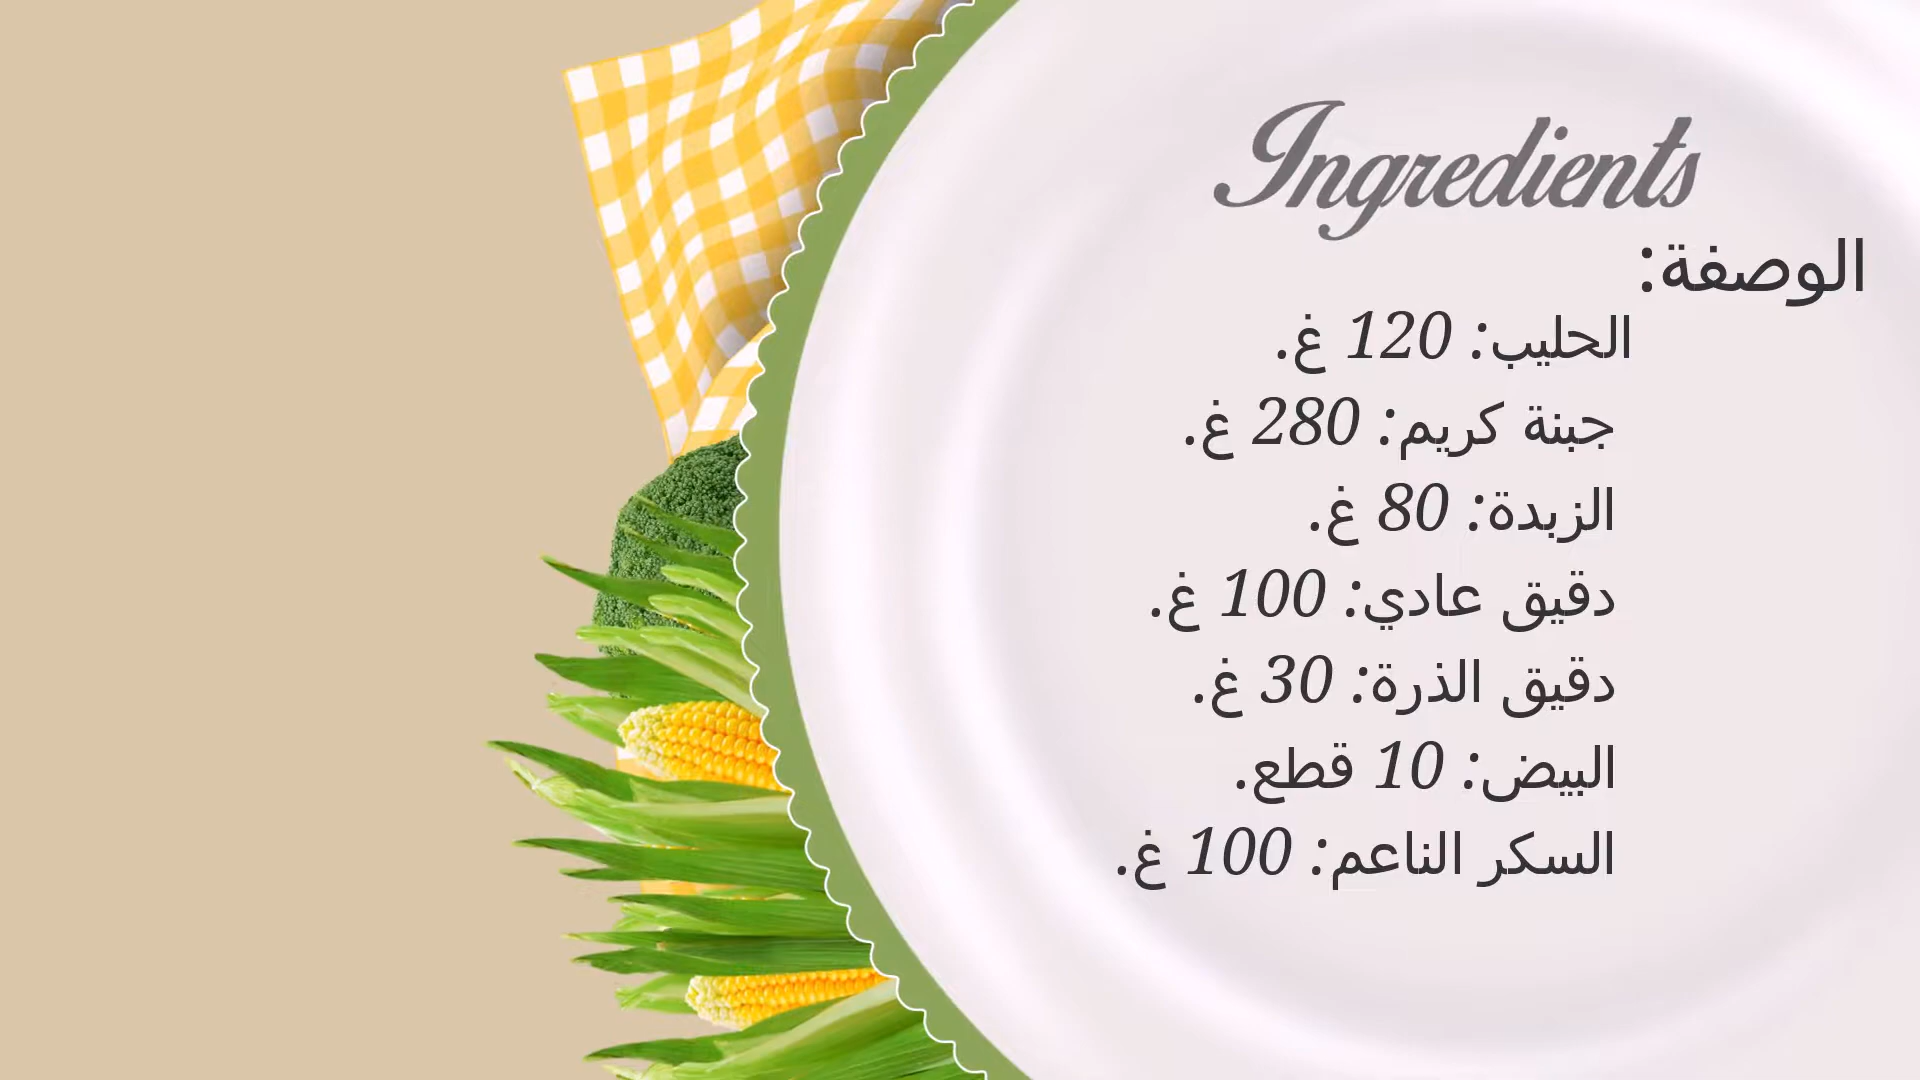 Ingredients
الوصفة:
الحليب: 120 غ.
جبنة كريم: 280 غ.
الزبدة: 80 غ.
دقيق عادي: 100 غ.
دقيق الذرة: 30 غ.
البيض: 10 قطع.
السكر الناعم: 100 غ.